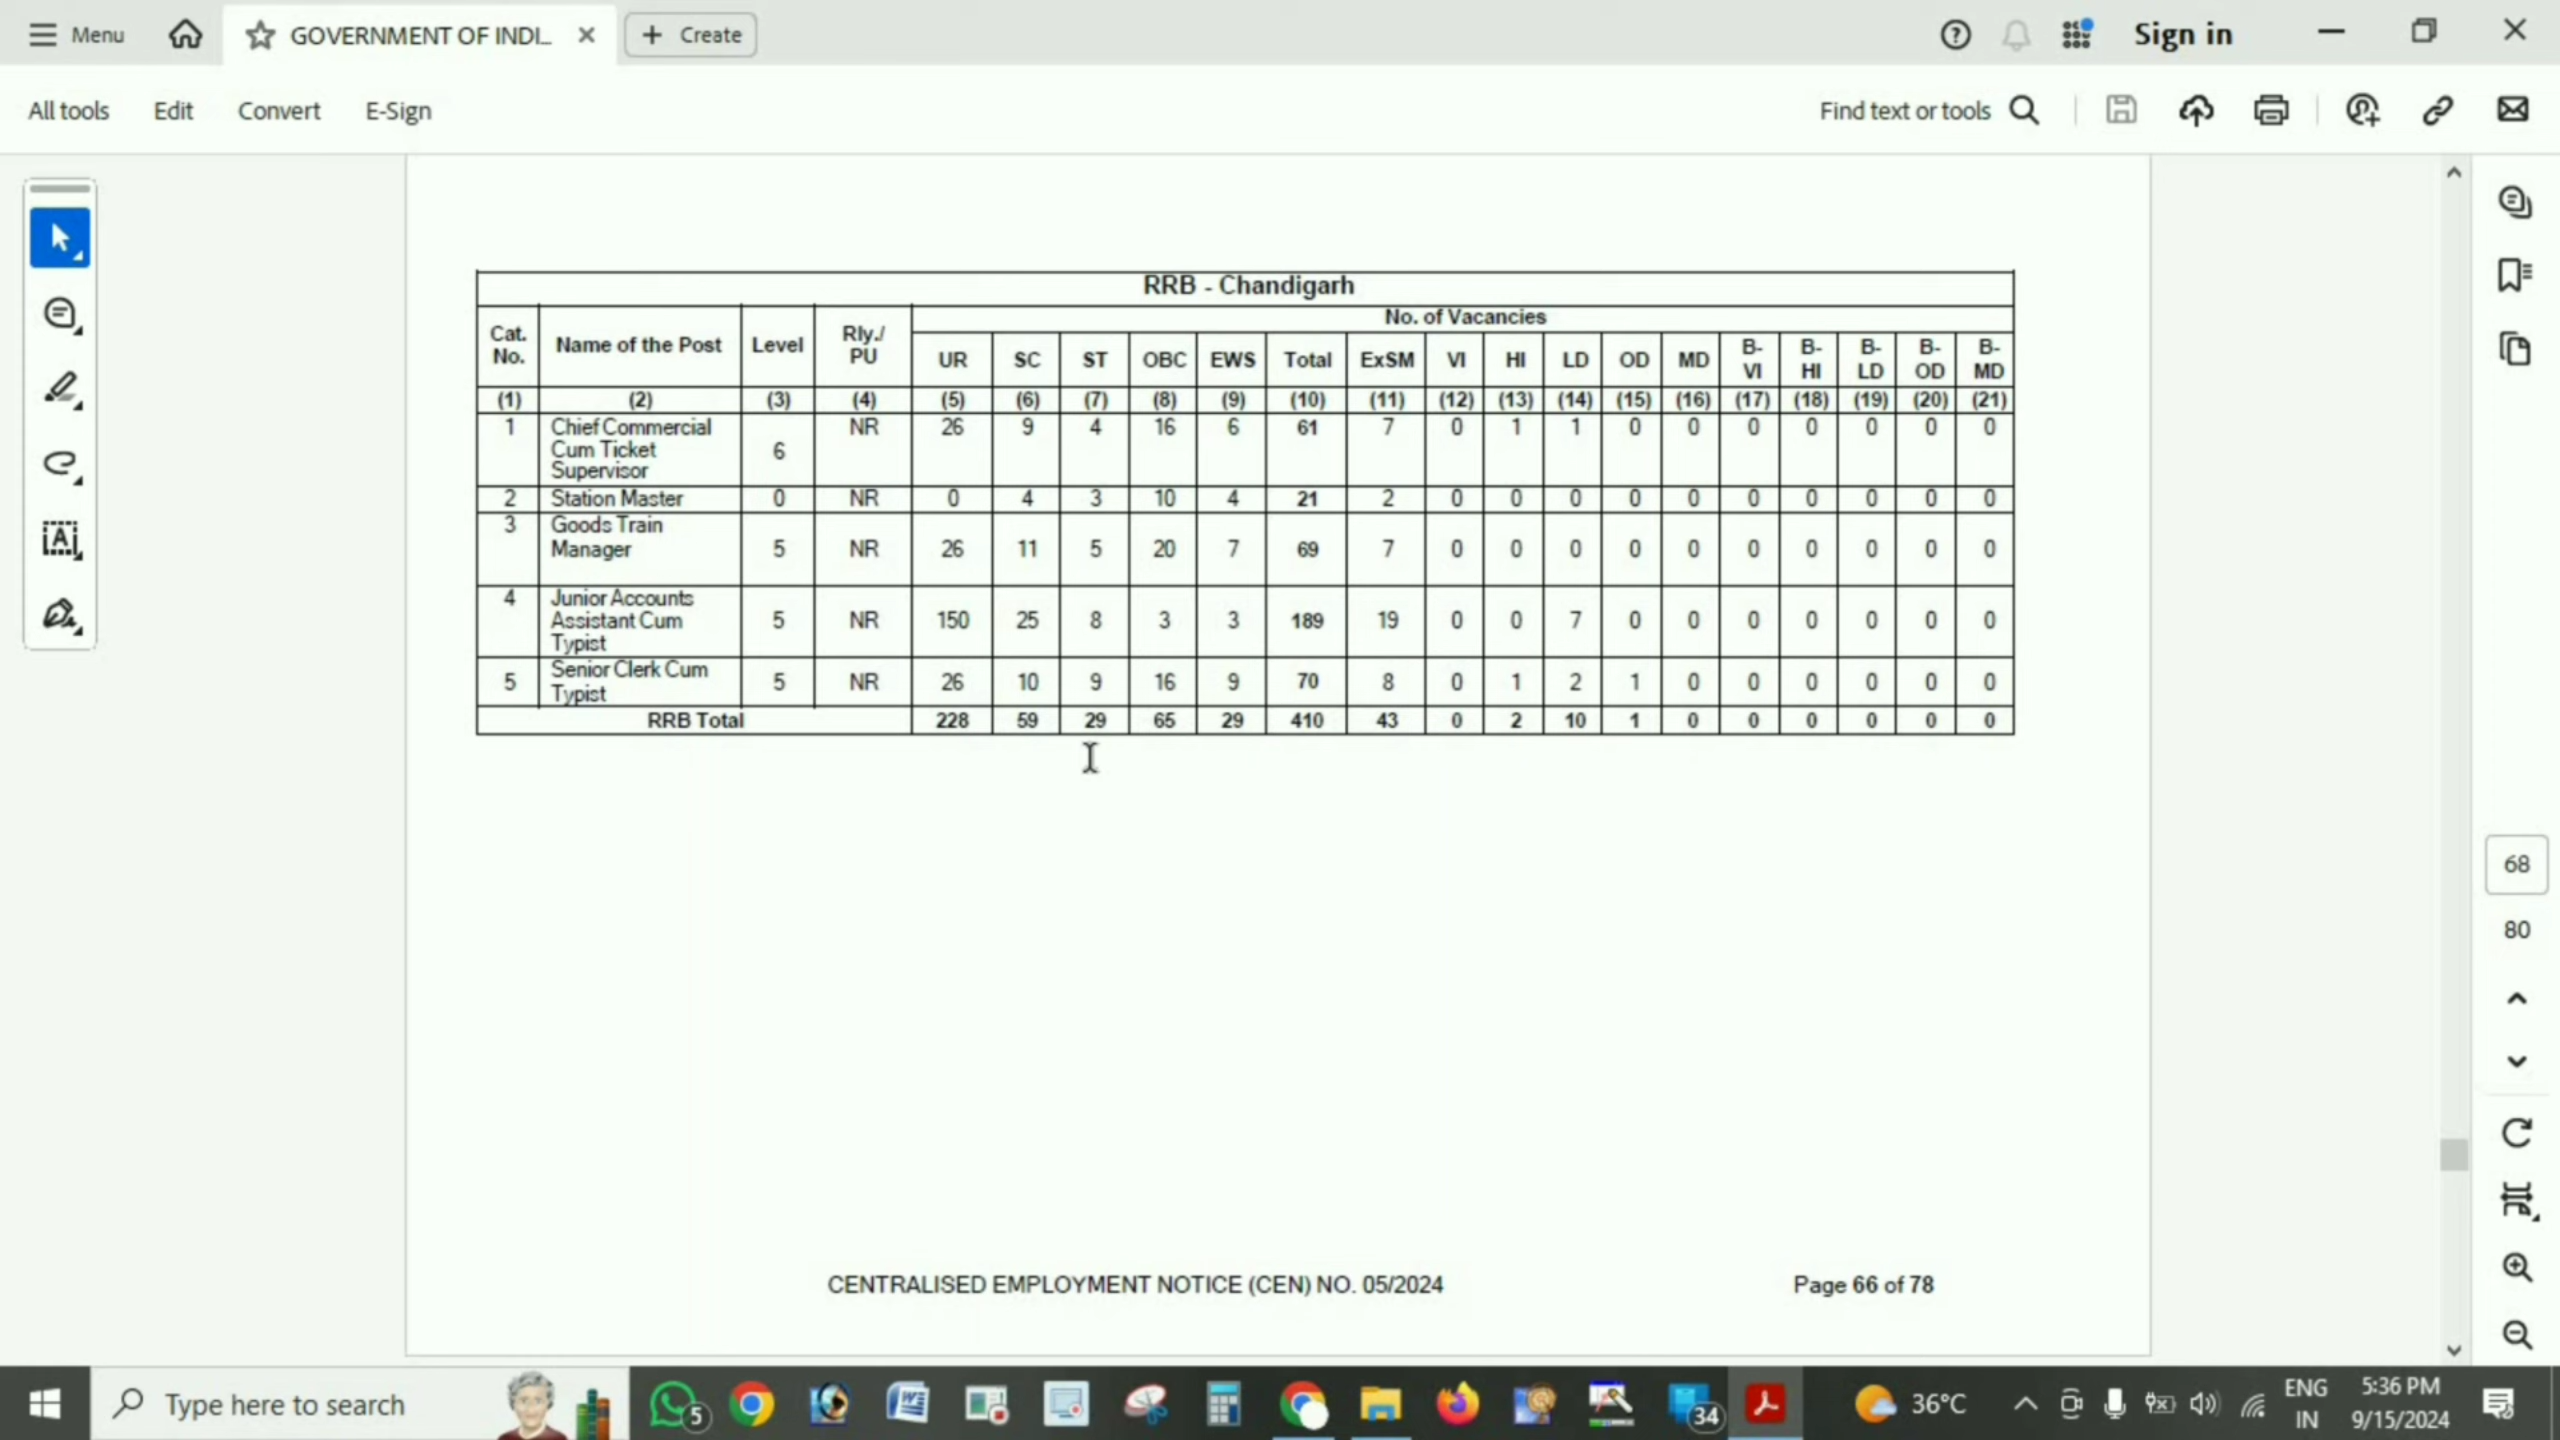 Menu GOVERNMENT OF INDI... Create Sign in
All tools Edit Convert E-Sign Find text or tools
RRB - Chandigarh
Cat. No. Name of the Post Level Rly./ PU No. of Vacancies
UR SC ST OBC EWS Total ExSM VI HI LD OD MD B-VI B-HI B-LD B-OD B-MD
(1) (2) (3) (4) (5) (6) (7) (8) (9) (10) (11) (12) (13) (14) (15) (16) (17) (18) (19) (20) (21)
1 Chief Commercial Cum Ticket Supervisor 6 NR 26 9 4 16 6 61 7 0 1 1 0 0 0 0 0 0 0
2 Station Master 0 NR 0 4 3 10 4 21 2 0 0 0 0 0 0 0 0 0 0
3 Goods Train Manager 5 NR 26 11 5 20 7 69 7 0 0 0 0 0 0 0 0 0 0
4 Junior Accounts Assistant Cum Typist 5 NR 150 25 8 3 3 189 19 0 0 7 0 0 0 0 0 0 0
5 Senior Clerk Cum Typist 5 NR 26 10 9 16 9 70 8 0 1 2 1 0 0 0 0 0 0
RRB Total 228 59 29 65 29 410 43 0 2 10 1 0 0 0 0 0 0
68
80
CENTRALISED EMPLOYMENT NOTICE (CEN) NO. 05/2024 Page 66 of 78
Type here to search 5 34 36°C ENG 5:36 PM
IN 9/15/2024